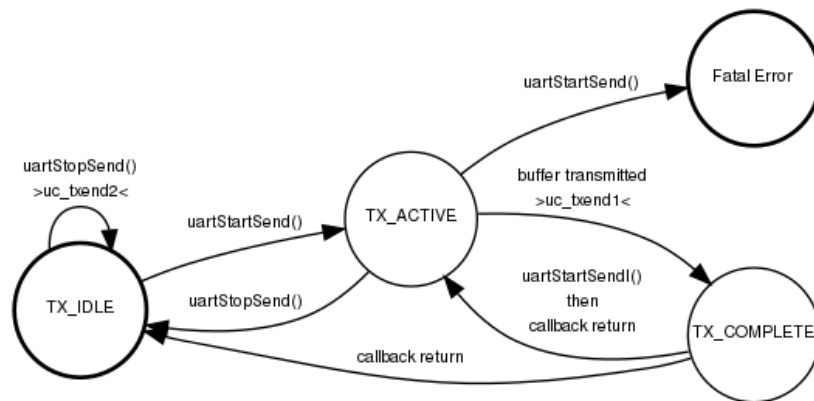 Fatal Error
uartStartSend()
uartStopSend()
>uc_txend2<
buffer transmitted
>uc_txend1<
uartStartSend()
TX_ACTIVE
uartStartSendI()
then
callback return
uartStopSend()
TX_IDLE
TX_COMPLETE
callback return